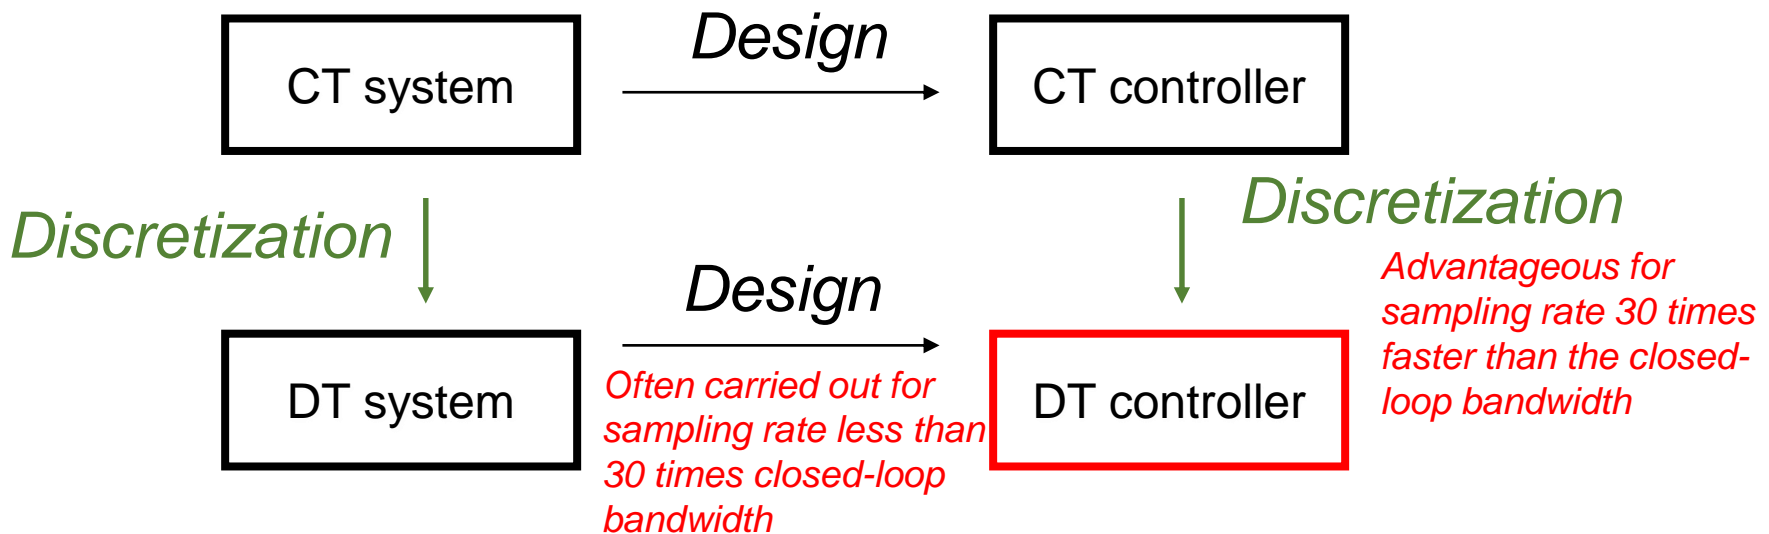 Design
CT system
CT controller
Discretization
Discretization
Design
Advantageous for
sampling rate 30 times
faster than the closed-
loop bandwidth
DT system
DT controller
Often carried out for
sampling rate less than
30 times closed-loop
bandwidth